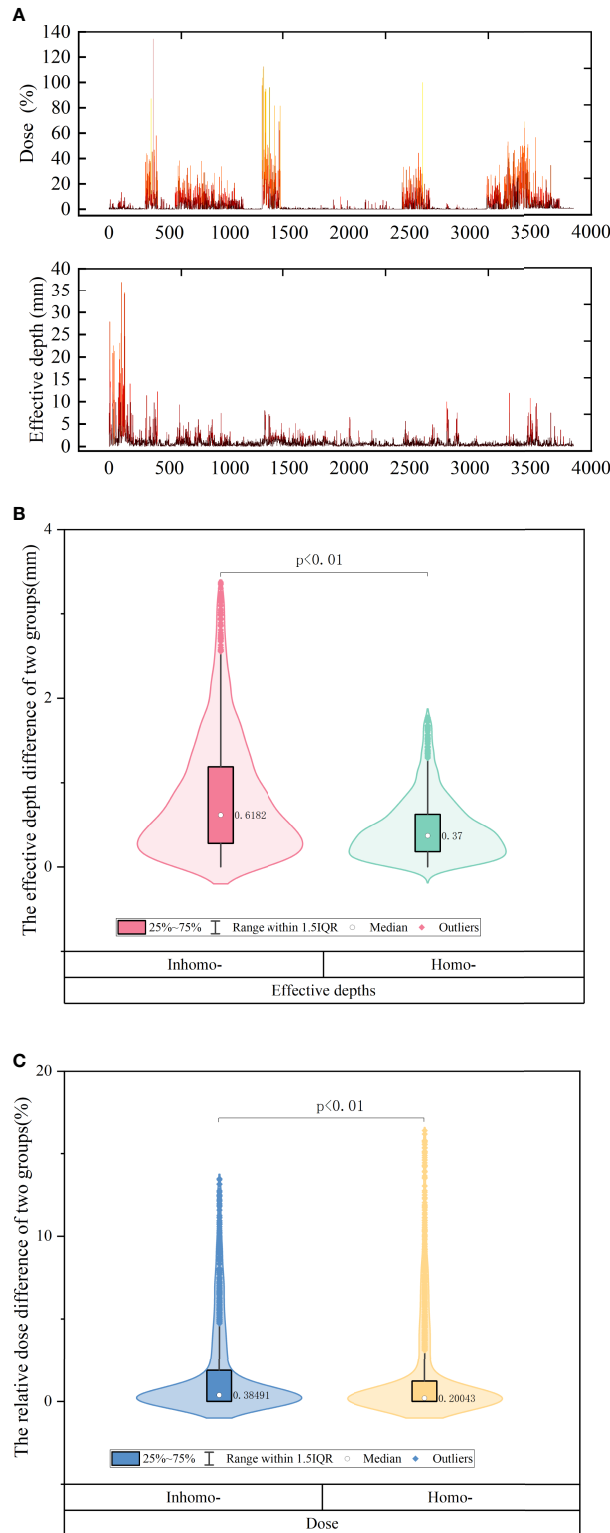 A
Dose (%)
140
120
100
80
60
40
20
0
0 500 1000 1500 2000 2500 3000 3500 4000
Effective depth (mm)
40
35
30
25
20
15
10
5
0
0 500 1000 1500 2000 2500 3000 3500 4000
B
The effective depth difference of two groups(mm)
4
2
0
p<0.01
0.6182
0.37
25%~75% Range within 1.5IQR Median Outliers
Inhomo- Homo-
Effective depths
C
The relative dose difference of two groups(%)
20
10
0
p<0.01
0.38491
0.20043
25%~75% Range within 1.5IQR Median Outliers
Inhomo- Homo-
Dose